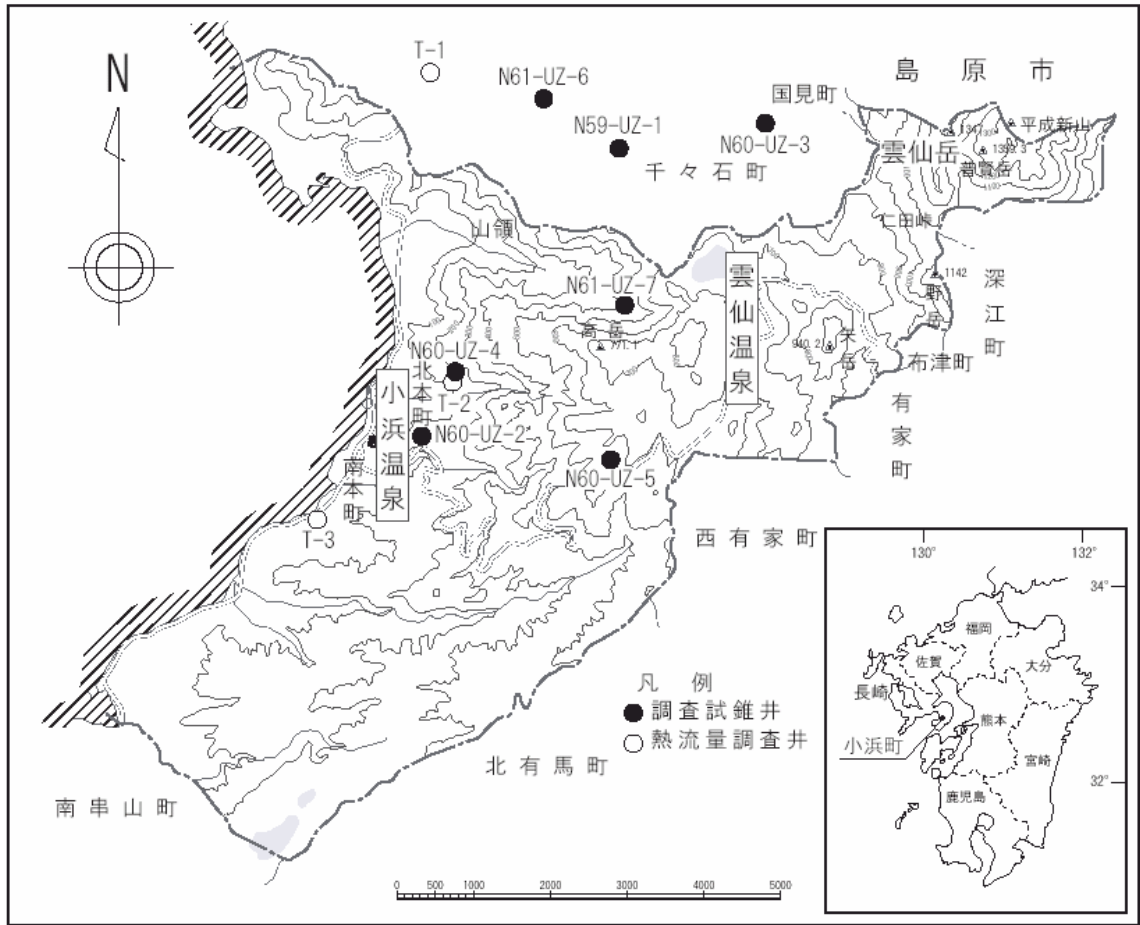 N
T-1
N61-UZ-6
N59-UZ-1
N60-UZ-3
国見町
千々石町
島原市
平成新山
雲仙岳
1359.3
普賢岳
仁田峠
1142
野岳
深江町
山領
N61-UZ-7
高岳
雲仙温泉
940.2
矢岳
布津町
有家町
N60-UZ-4
T-2
北本町
小浜温泉
N60-UZ-2
南本町
T-3
N60-UZ-5
西有家町
凡例
調査試錐井
熱流量調査井
北有馬町
南串山町
0 500 1000 2000 3000 4000 5000
130° 132°
34°
福岡
佐賀
大分
長崎
熊本
小浜町
宮崎
32°
鹿児島